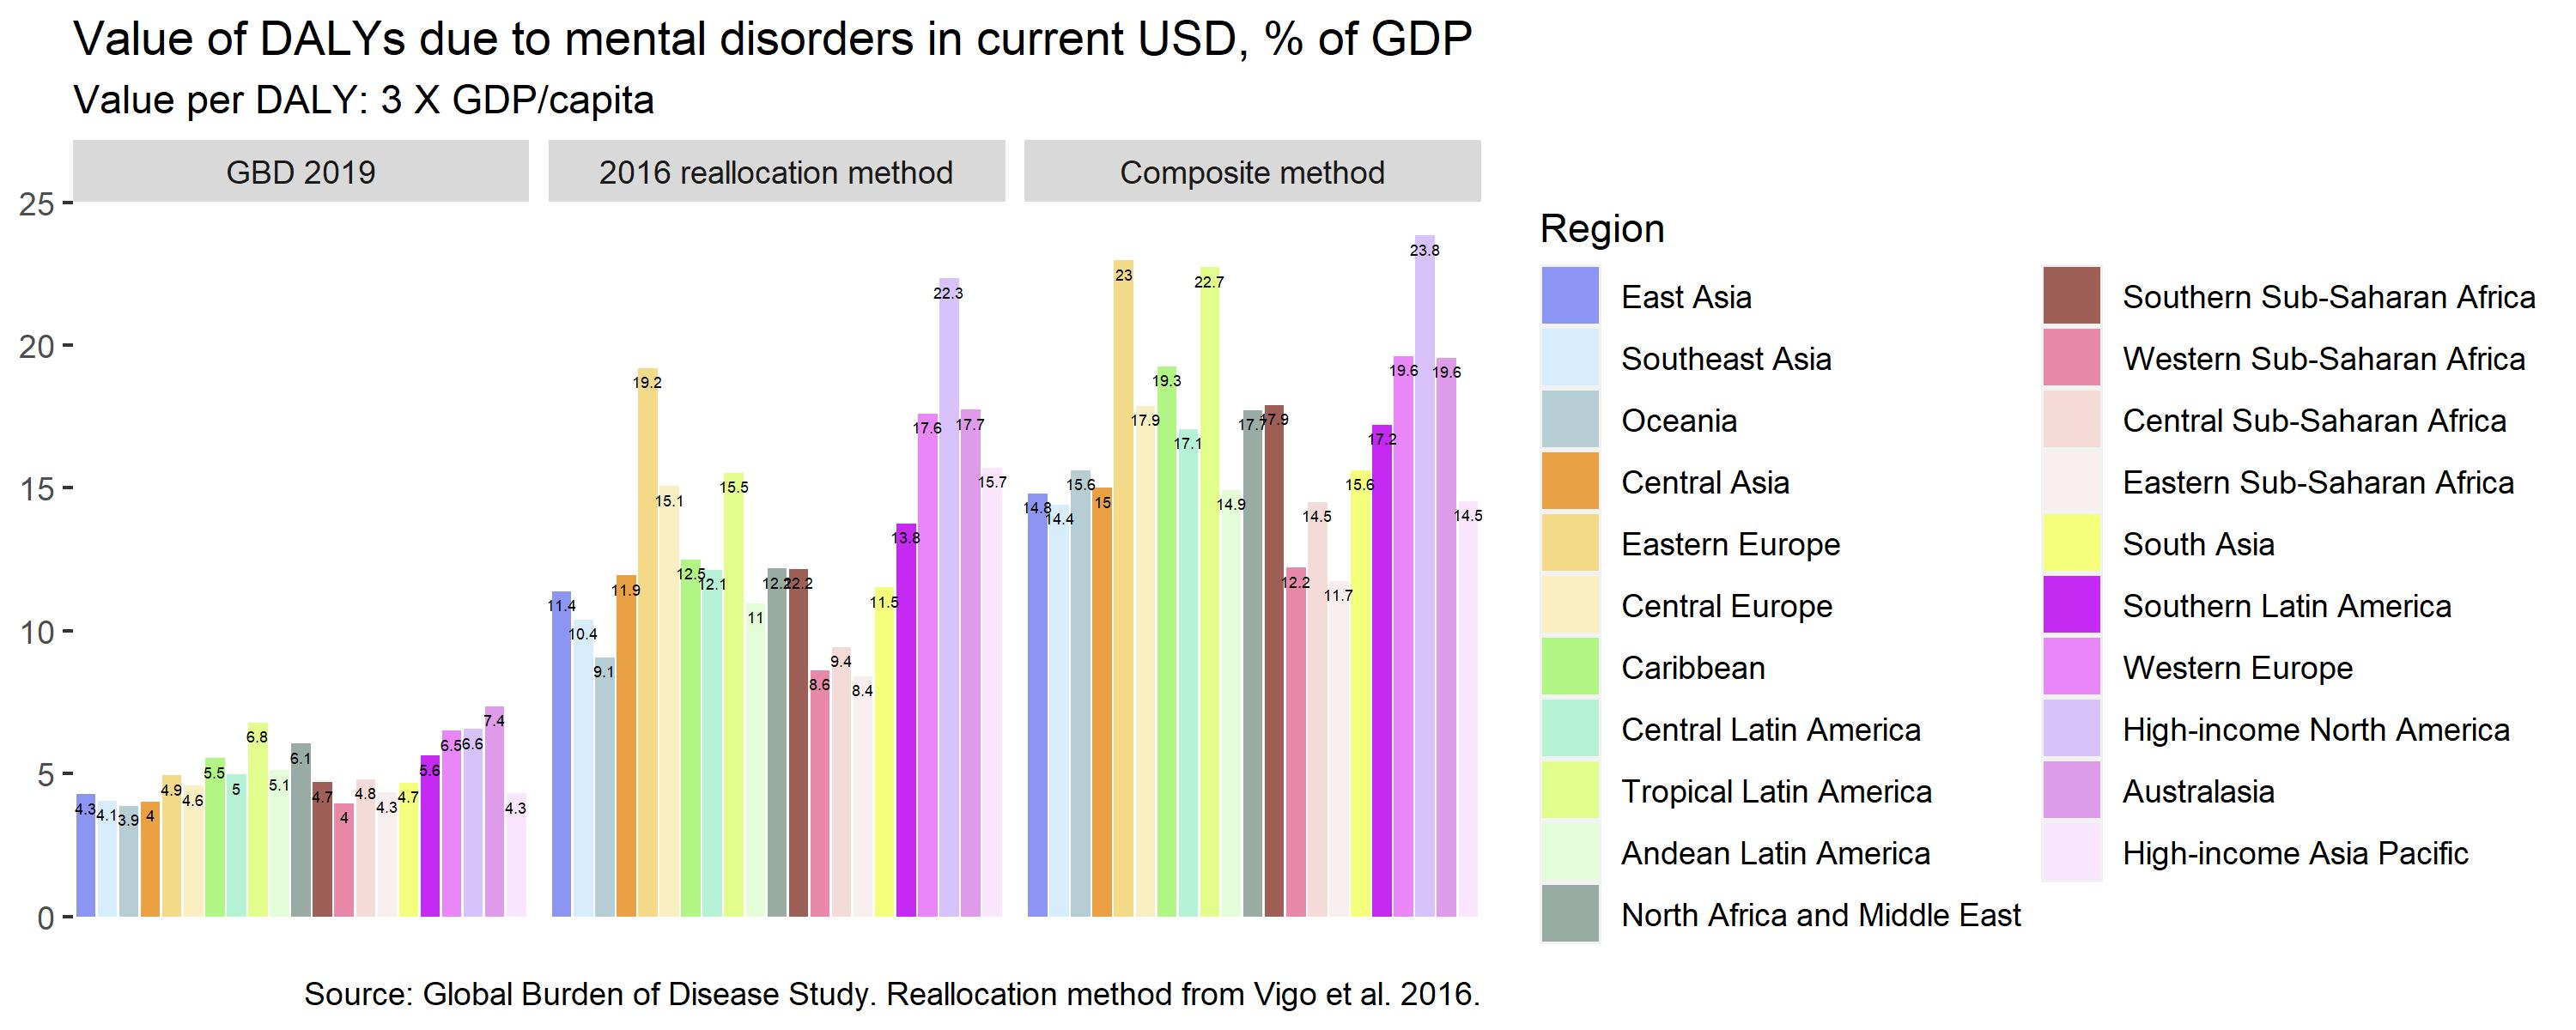 Value of DALYs due to mental disorders in current USD, % of GDP
Value per DALY: 3 X GDP/capita
GBD 2019
2016 reallocation method
Composite method
25
20
15
10
5
0
4.3
4.1
3.9
4
4.9
4.6
5.5
5
6.8
5.1
6.1
4.7
4
4.8
4.3
4.7
5.6
6.5
6.6
7.4
4.3
11.4
10.4
9.1
11.9
19.2
15.1
12.5
12.1
15.5
11
12.2
12.2
8.6
9.4
8.4
11.5
13.8
17.6
22.3
17.7
15.7
14.8
14.4
15.6
15
23
17.9
19.3
17.1
22.7
14.9
17.7
17.9
12.2
14.5
11.7
15.6
17.2
19.6
23.8
19.6
14.5
Region
East Asia
Southeast Asia
Oceania
Central Asia
Eastern Europe
Central Europe
Caribbean
Central Latin America
Tropical Latin America
Andean Latin America
North Africa and Middle East
Southern Sub-Saharan Africa
Western Sub-Saharan Africa
Central Sub-Saharan Africa
Eastern Sub-Saharan Africa
South Asia
Southern Latin America
Western Europe
High-income North America
Australasia
High-income Asia Pacific
Source: Global Burden of Disease Study. Reallocation method from Vigo et al. 2016.